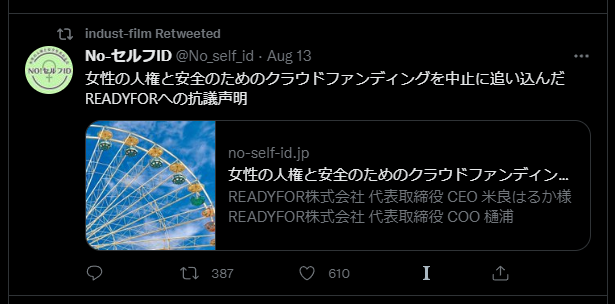 indust-film Retweeted
No-セルフID @No_self_id · Aug 13
NO!セルフID
女性の人権と安全のためのクラウドファンディングを中止に追い込んだ
READYFORへの抗議声明
no-self-id.jp
女性の人権と安全のためのクラウドファンディン...
READYFOR株式会社 代表取締役 CEO 米良はるか様
READYFOR株式会社 代表取締役 COO 樋浦
387
610